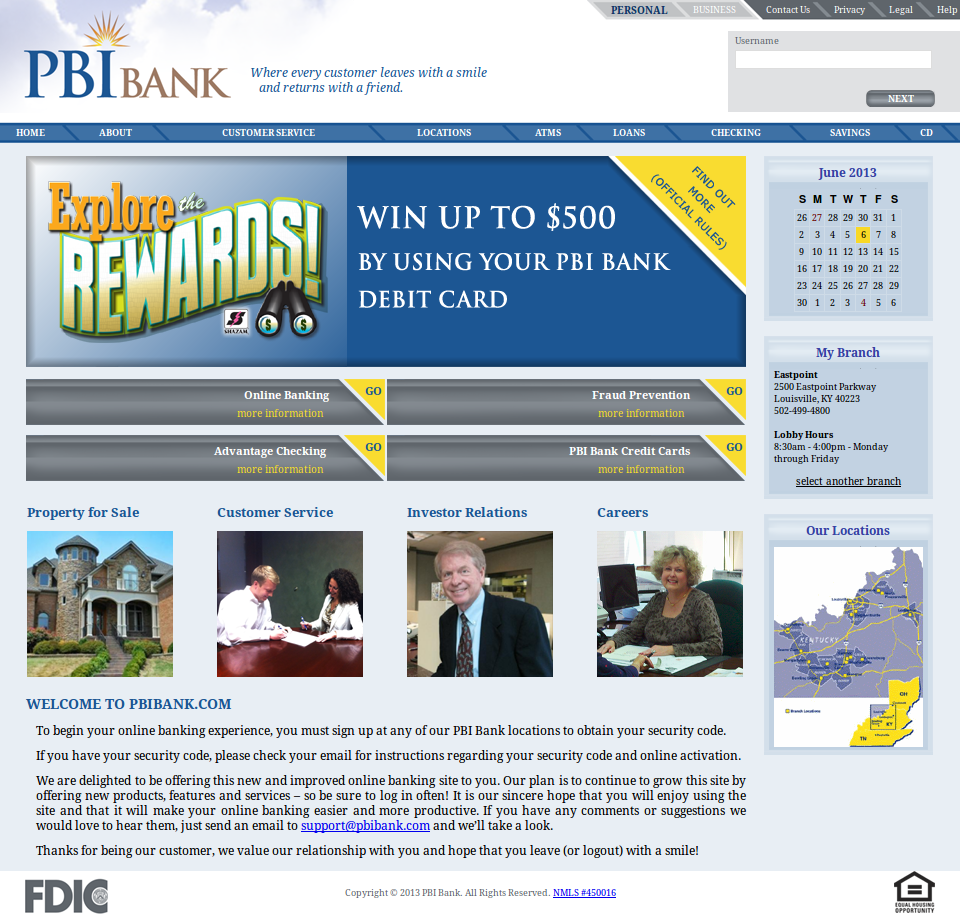 PERSONAL BUSINESS Contact Us Privacy Legal Help
PBI BANK
Where every customer leaves with a smile
and returns with a friend.
Username
NEXT
HOME ABOUT CUSTOMER SERVICE LOCATIONS ATMS LOANS CHECKING SAVINGS CD
Explore the
REWARDS!
SHAZAM
$ $
WIN UP TO $500
BY USING YOUR PBI BANK
DEBIT CARD
FIND OUT
MORE
(OFFICIAL RULES)
June 2013
S M T W T F S
26 27 28 29 30 31 1
2 3 4 5 6 7 8
9 10 11 12 13 14 15
16 17 18 19 20 21 22
23 24 25 26 27 28 29
30 1 2 3 4 5 6
My Branch
Eastpoint
2500 Eastpoint Parkway
Louisville, KY 40223
502-499-4800
Lobby Hours
8:30am - 4:00pm - Monday
through Friday
select another branch
Online Banking
more information
GO
Fraud Prevention
more information
GO
Advantage Checking
more information
GO
PBI Bank Credit Cards
more information
GO
Our Locations
KENTUCKY
OH
KY
TN
Branch Locations
Property for Sale
Customer Service
Investor Relations
Careers
WELCOME TO PBIBANK.COM
To begin your online banking experience, you must sign up at any of our PBI Bank locations to obtain your security code.
If you have your security code, please check your email for instructions regarding your security code and online activation.
We are delighted to be offering this new and improved online banking site to you. Our plan is to continue to grow this site by
offering new products, features and services – so be sure to log in often! It is our sincere hope that you will enjoy using the
site and that it will make your online banking easier and more productive. If you have any comments or suggestions we
would love to hear them, just send an email to support@pbibank.com and we’ll take a look.
Thanks for being our customer, we value our relationship with you and hope that you leave (or logout) with a smile!
FDIC
Copyright © 2013 PBI Bank. All Rights Reserved. NMLS #450016
EQUAL HOUSING
OPPORTUNITY